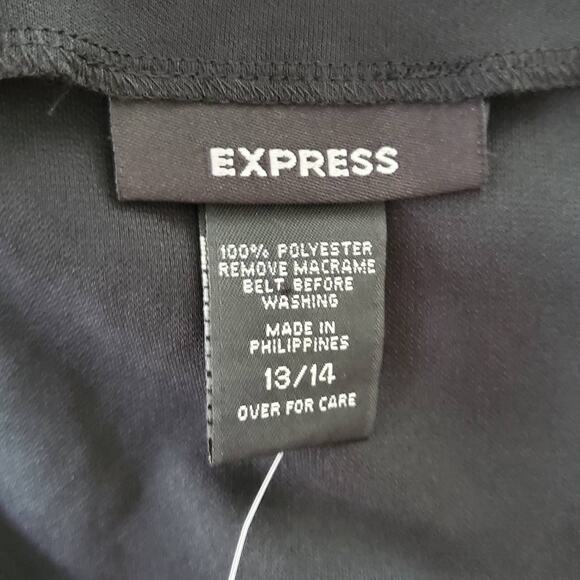 EXPRESS
100% POLYESTER
REMOVE MACRAME
BELT BEFORE
WASHING
MADE IN
PHILIPPINES
13/14
OVER FOR CARE